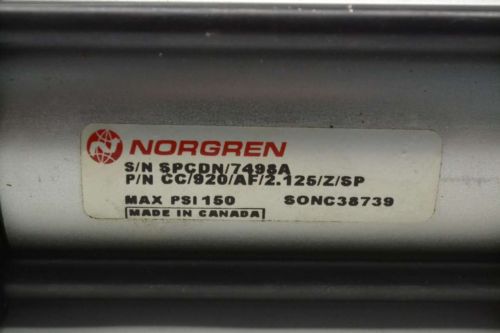 NORGREN
S/N SPCDN/7498A
P/N CC/920/AF/2.125/Z/SP
MAX PSI 150 SONC38739
MADE IN CANADA